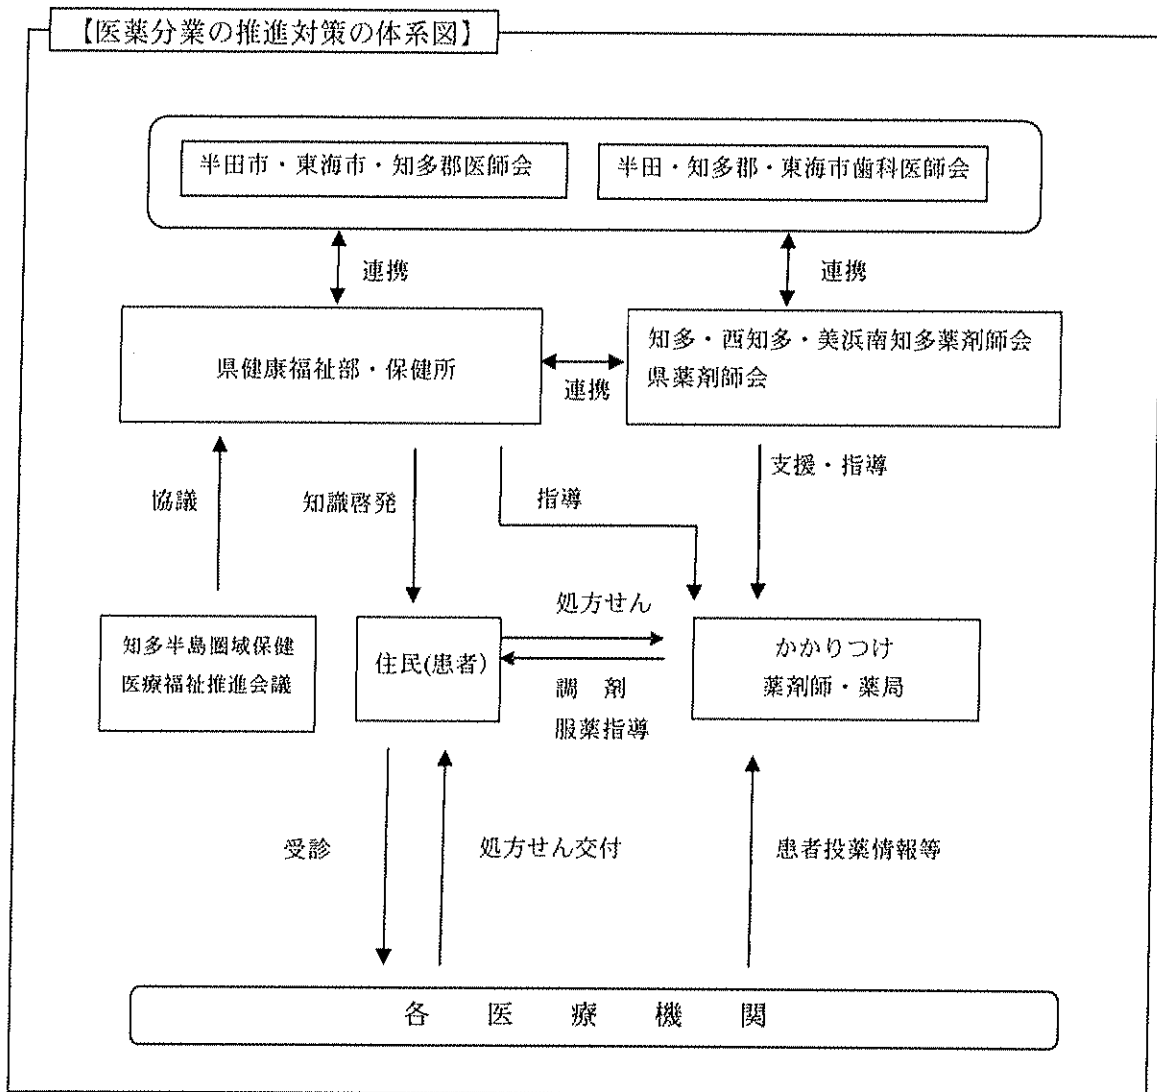 【医薬分業の推進対策の体系図】
半田市・東海市・知多郡医師会
半田・知多郡・東海市歯科医師会
連携
連携
県健康福祉部・保健所
連携
知多・西知多・美浜南知多薬剤師会
県薬剤師会
協議
知識啓発
指導
支援・指導
知多半島圏域保健
医療福祉推進会議
住民(患者)
処方せん
調 剤
服薬指導
かかりつけ
薬剤師・薬局
受診
処方せん交付
患者投薬情報等
各 医 療 機 関